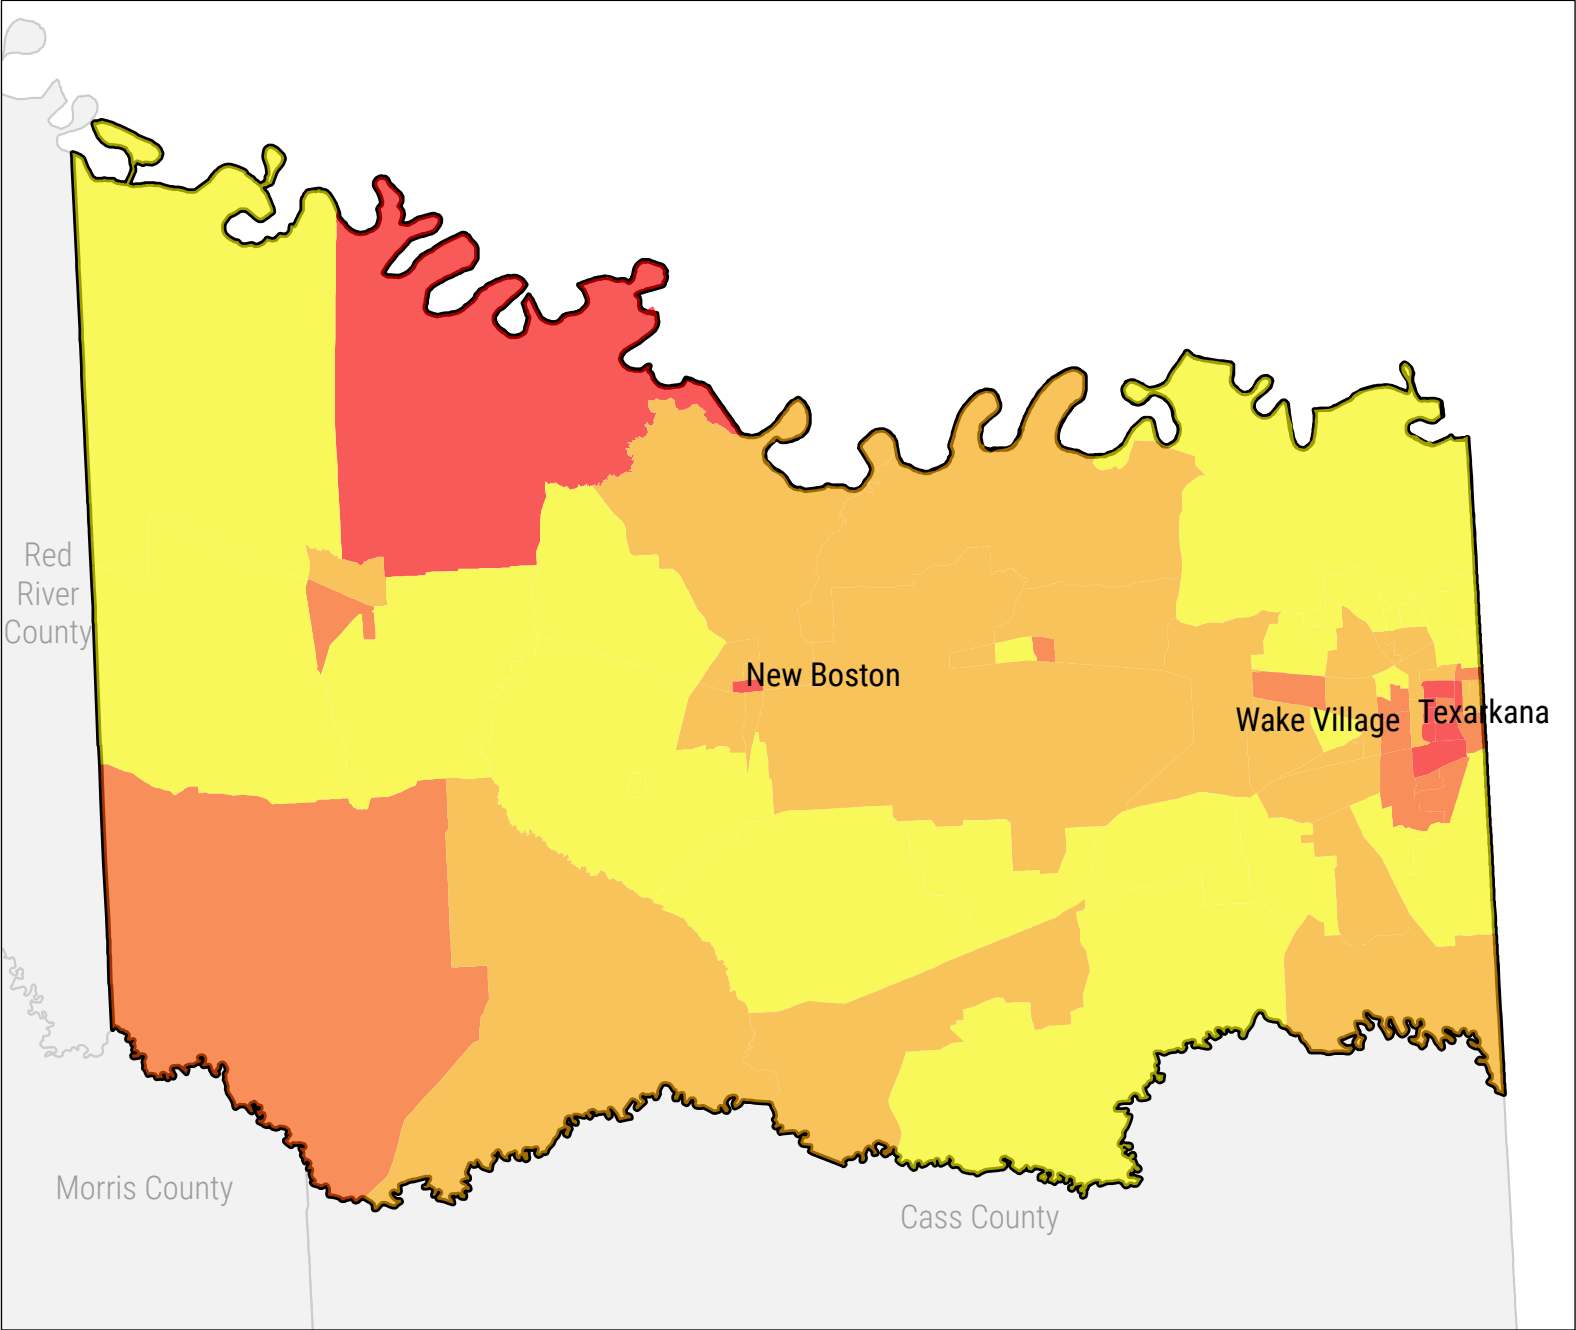 Red
River
County
New Boston
Wake Village
Texarkana
Morris County
Cass County